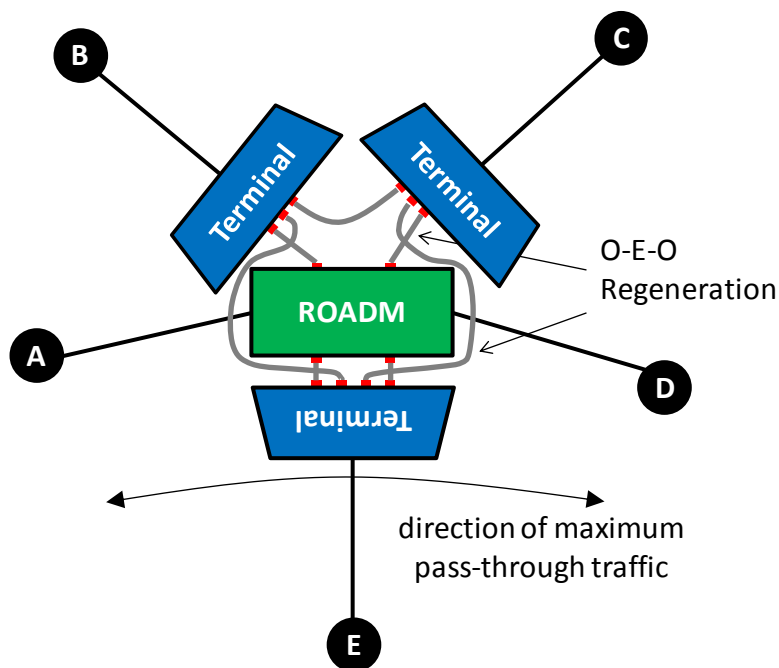 B
C
Terminal
Terminal
O-E-O
Regeneration
ROADM
A
D
Terminal
direction of maximum
pass-through traffic
E